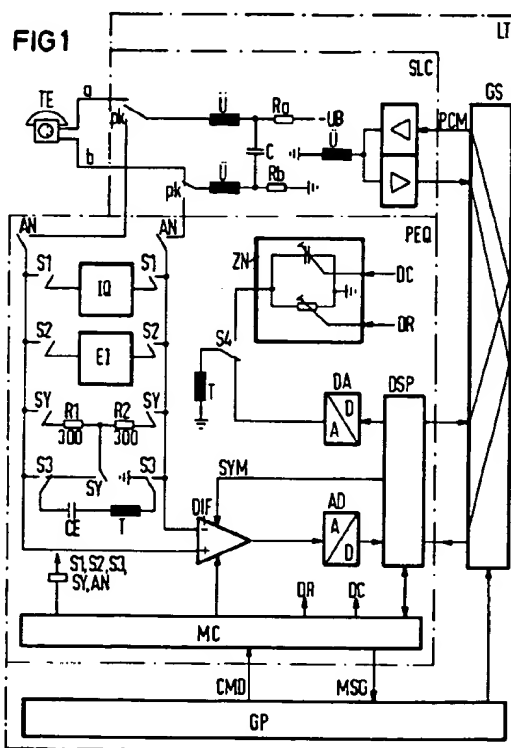 FIG1
LT
SLC
GS
TE
a
pk
Ü
Ra
-UB
Ü
PCM
C
b
pk
Ü
Rb
AN
AN
PEQ
S1
IQ
S1
ZN
DC
S2
EI
S2
DR
S4
SY
R1
R2
SY
300
300
T
DA
D
A
DSP
S3
SY
S3
SYM
CE
T
DIF
-
+
AD
A
D
S1,S2,S3,
SY,AN
DR
DC
MC
CMD
MSG
GP